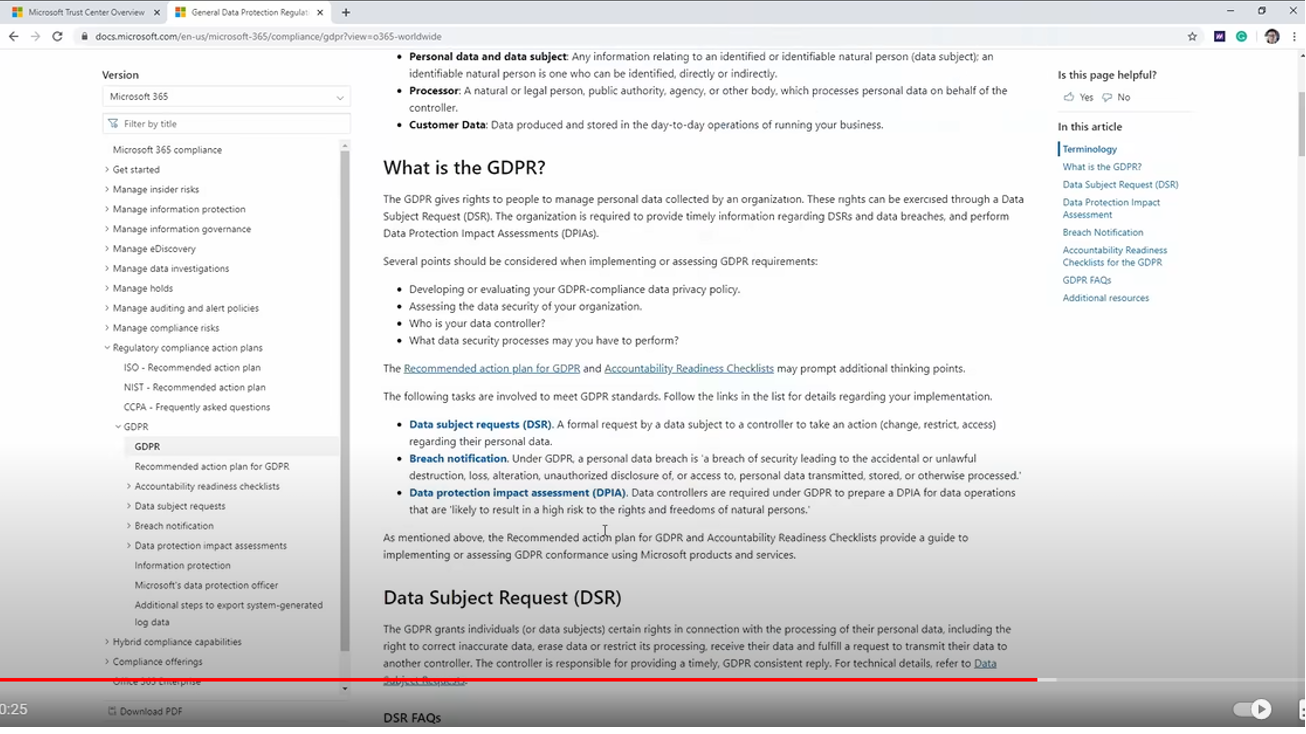 Microsoft Trust Center Overview
General Data Protection Regulat
docs.microsoft.com/en-us/microsoft-365/compliance/gdpr?view=o365-worldwide
Version
Microsoft 365
Filter by title
Microsoft 365 compliance
Get started
Manage insider risks
Manage information protection
Manage information governance
Manage eDiscovery
Manage data investigations
Manage holds
Manage auditing and alert policies
Manage compliance risks
Regulatory compliance action plans
ISO - Recommended action plan
NIST - Recommended action plan
CCPA - Frequently asked questions
GDPR
GDPR
Recommended action plan for GDPR
Accountability readiness checklists
Data subject requests
Breach notification
Data protection impact assessments
Information protection
Microsoft's data protection officer
Additional steps to export system-generated
log data
Hybrid compliance capabilities
Compliance offerings
Office 365 Enterprise
Download PDF
• Personal data and data subject: Any information relating to an identified or identifiable natural person (data subject); an
identifiable natural person is one who can be identified, directly or indirectly.
• Processor: A natural or legal person, public authority, agency, or other body, which processes personal data on behalf of the
controller.
• Customer Data: Data produced and stored in the day-to-day operations of running your business.
What is the GDPR?
The GDPR gives rights to people to manage personal data collected by an organization. These rights can be exercised through a Data
Subject Request (DSR). The organization is required to provide timely information regarding DSRs and data breaches, and perform
Data Protection Impact Assessments (DPIAs).
Several points should be considered when implementing or assessing GDPR requirements:
• Developing or evaluating your GDPR-compliance data privacy policy.
• Assessing the data security of your organization.
• Who is your data controller?
• What data security processes may you have to perform?
The Recommended action plan for GDPR and Accountability Readiness Checklists may prompt additional thinking points.
The following tasks are involved to meet GDPR standards. Follow the links in the list for details regarding your implementation.
• Data subject requests (DSR). A formal request by a data subject to a controller to take an action (change, restrict, access)
regarding their personal data.
• Breach notification. Under GDPR, a personal data breach is 'a breach of security leading to the accidental or unlawful
destruction, loss, alteration, unauthorized disclosure of, or access to, personal data transmitted, stored, or otherwise processed.'
• Data protection impact assessment (DPIA). Data controllers are required under GDPR to prepare a DPIA for data operations
that are 'likely to result in a high risk to the rights and freedoms of natural persons.'
As mentioned above, the Recommended action plan for GDPR and Accountability Readiness Checklists provide a guide to
implementing or assessing GDPR conformance using Microsoft products and services.
Data Subject Request (DSR)
The GDPR grants individuals (or data subjects) certain rights in connection with the processing of their personal data, including the
right to correct inaccurate data, erase data or restrict its processing, receive their data and fulfill a request to transmit their data to
another controller. The controller is responsible for providing a timely, GDPR consistent reply. For technical details, refer to Data
Subject Requests.
DSR FAQs
Is this page helpful?
Yes No
In this article
Terminology
What is the GDPR?
Data Subject Request (DSR)
Data Protection Impact
Assessment
Breach Notification
Accountability Readiness
Checklists for the GDPR
GDPR FAQs
Additional resources
0:25